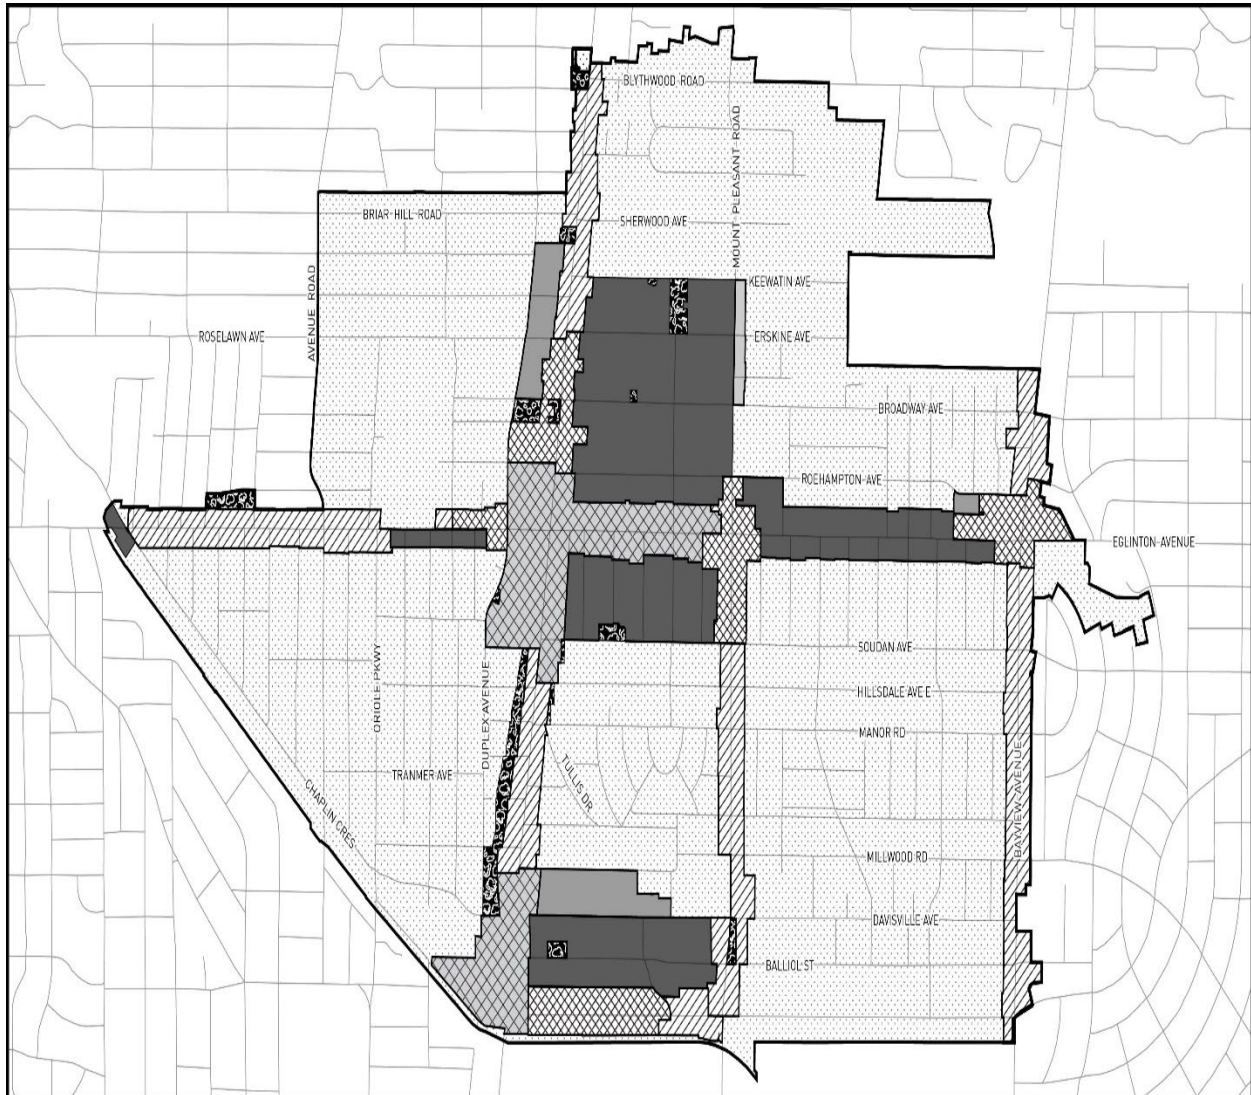 BLYTHWOOD ROAD
MOUNT PLEASANT ROAD
BRIAR HILL ROAD
SHERWOOD AVE
AVENUE ROAD
KEEWATIN AVE
ROSELAWN AVE
ERSKINE AVE
BROADWAY AVE
ROEHAMPTON AVE
EGLINTON AVENUE
SOUDAN AVE
ORIOLE PKWY
DUPLEX AVENUE
HILLSDALE AVE E
MANOR RD
TRANMER AVE
TULLIS DR
CHAPLIN CRES
BAYVIEW AVENUE
MILLWOOD RD
DAVISVILLE AVE
BALLIOL ST